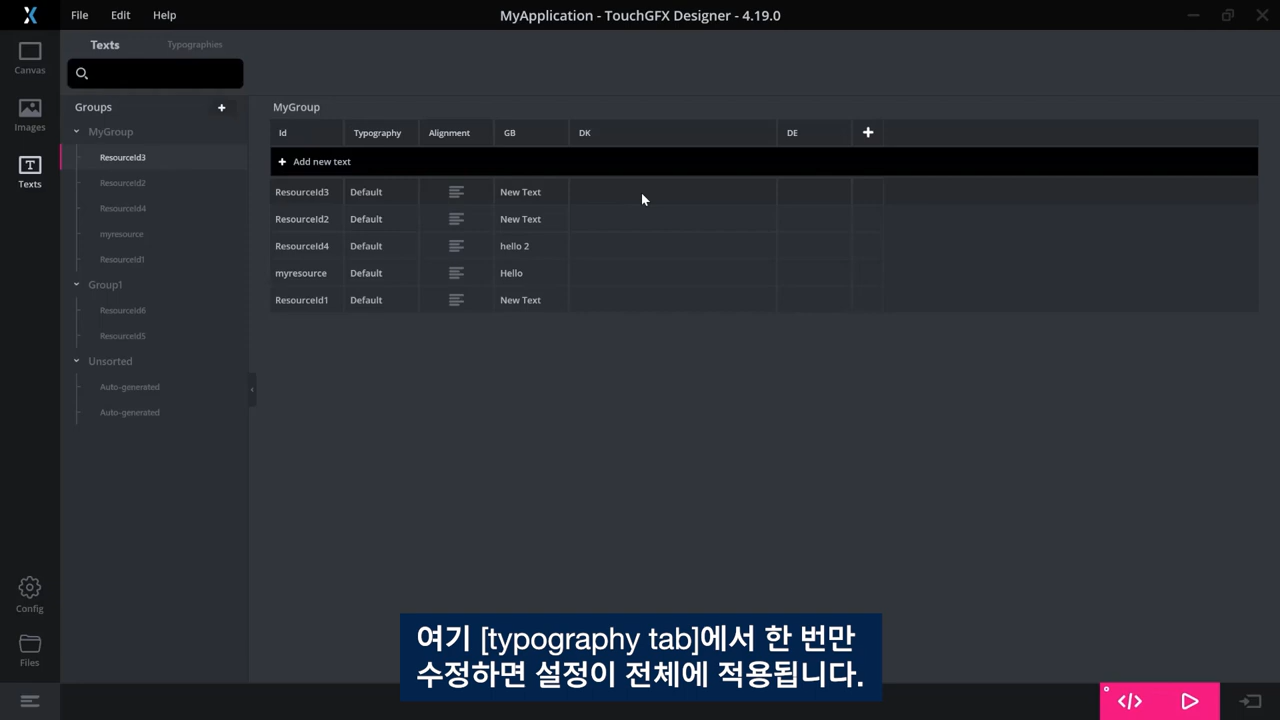 File Edit Help MyApplication - TouchGFX Designer - 4.19.0
Canvas
Images
Texts
Config
Files
Texts Typographies
Groups +
MyGroup
ResourceId3
ResourceId2
ResourceId4
myresource
ResourceId1
Group1
ResourceId6
ResourceId5
Unsorted
Auto-generated
Auto-generated
MyGroup
Id Typography Alignment GB DK DE +
+ Add new text
ResourceId3 Default New Text
ResourceId2 Default New Text
ResourceId4 Default hello 2
myresource Default Hello
ResourceId1 Default New Text
여기 [typography tab]에서 한 번만
수정하면 설정이 전체에 적용됩니다.